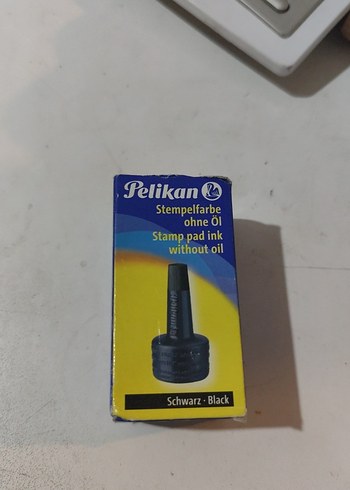 Pelikan
Stempelfarbe
ohne Öl
Stamp pad ink
without oil
Schwarz · Black